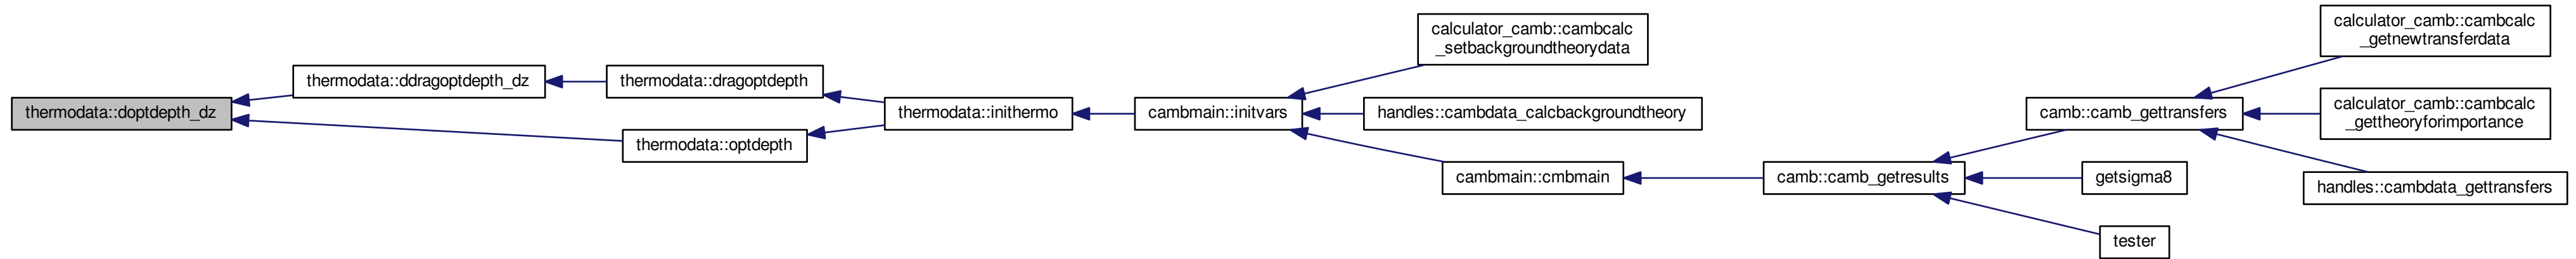 thermodata::doptdepth_dz
thermodata::ddragoptdepth_dz
thermodata::dragoptdepth
thermodata::optdepth
thermodata::inithermo
cambmain::initvars
calculator_camb::cambcalc
_setbackgroundtheorydata
handles::cambdata_calcbackgroundtheory
cambmain::cmbmain
camb::camb_getresults
camb::camb_gettransfers
getsigma8
tester
calculator_camb::cambcalc
_getnewtransferdata
calculator_camb::cambcalc
_gettheoryforimportance
handles::cambdata_gettransfers